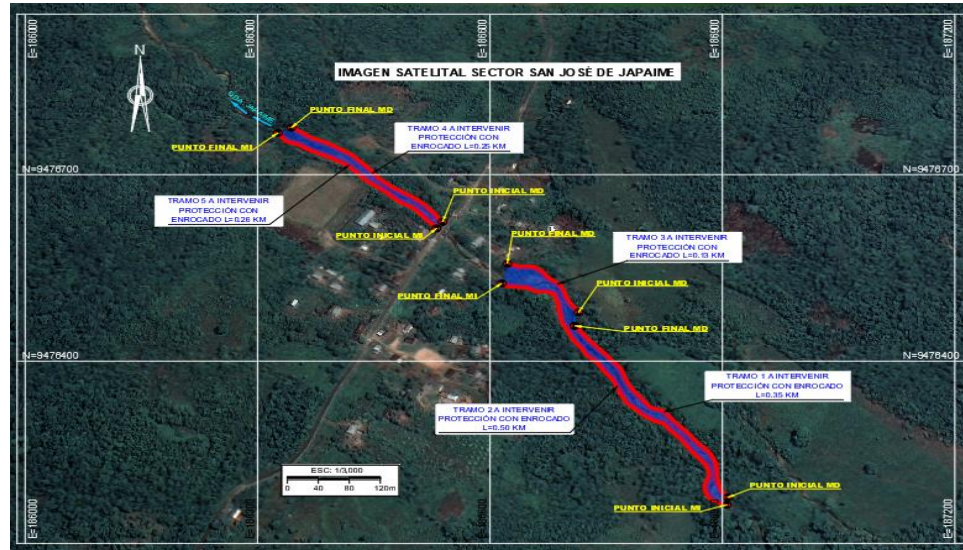 E=186000
E=186300
E=186600
E=186900
E=187200
N
IMAGEN SATELITAL SECTOR SAN JOSÉ DE JAPAIME
QDA. JAPAIME
PUNTO FINAL MD
PUNTO FINAL MI
TRAMO 4 A INTERVENIR
PROTECCIÓN CON
ENROCADO L=0.25 KM
N=9476700
N=9476700
PUNTO INICIAL MD
TRAMO 5 A INTERVENIR
PROTECCIÓN CON
ENROCADO L=0.26 KM
PUNTO INICIAL MI
PUNTO FINAL MD
TRAMO 3 A INTERVENIR
PROTECCIÓN CON
ENROCADO L=0.13 KM
PUNTO FINAL MI
PUNTO INICIAL MD
PUNTO FINAL MD
N=9476400
N=9476400
TRAMO 1 A INTERVENIR
PROTECCIÓN CON ENROCADO
L=0.35 KM
TRAMO 2 A INTERVENIR
PROTECCIÓN CON ENROCADO
L=0.50 KM
ESC: 1/3,000
0 40 80 120m
PUNTO INICIAL MD
PUNTO INICIAL MI
E=186000
E=187200